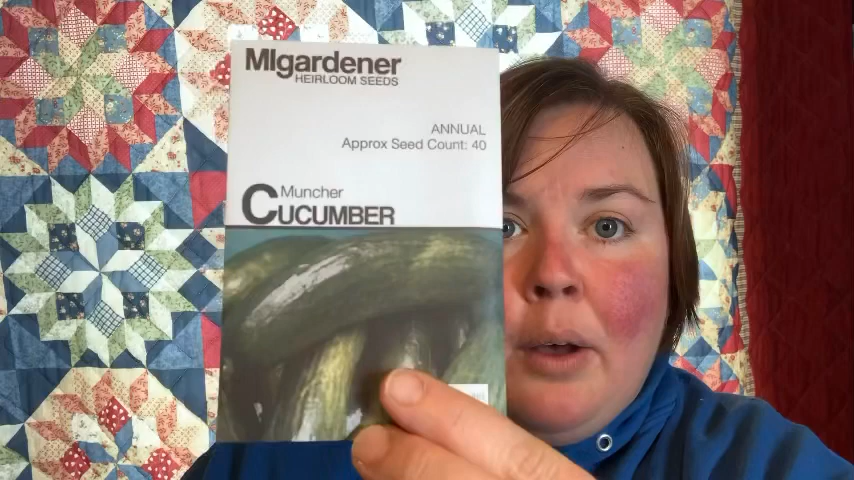 MIgardener
HEIRLOOM SEEDS
ANNUAL
Approx Seed Count: 40
Muncher
CUCUMBER